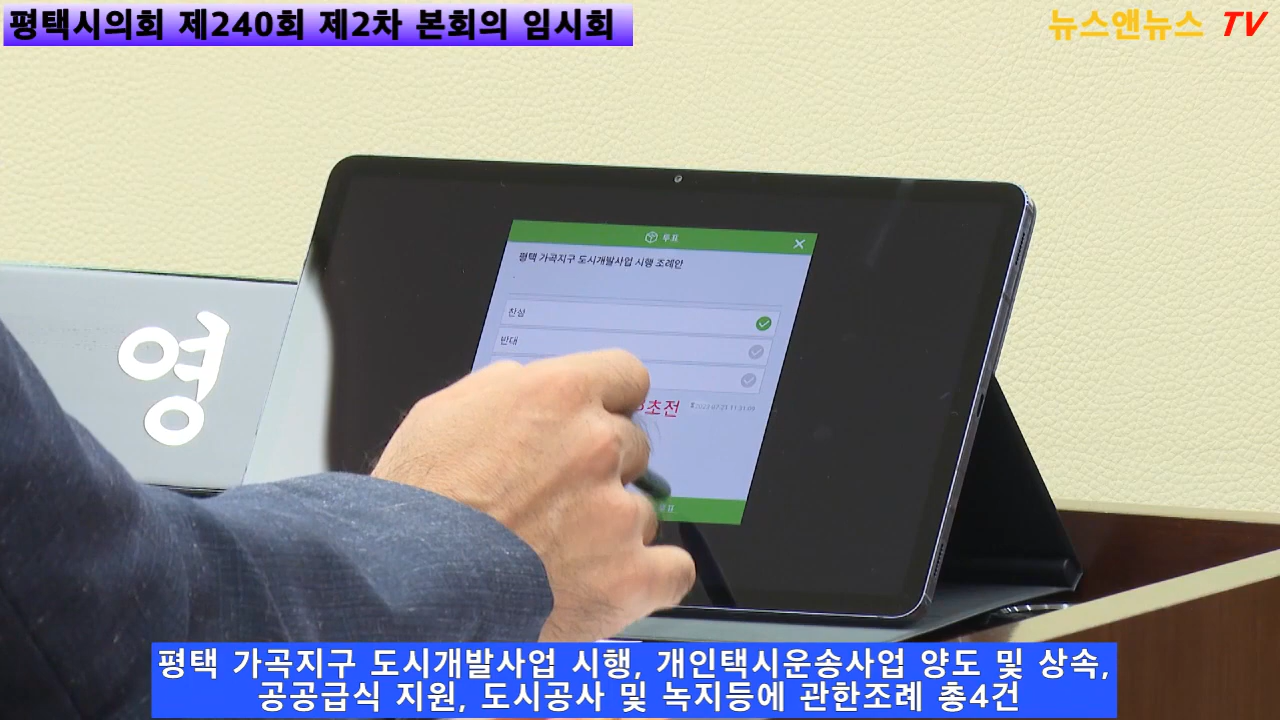 평택시의회 제240회 제2차 본회의 임시회
뉴스앤뉴스 TV
투표
평택 가곡지구 도시개발사업 시행 조례안
찬성
반대
초전
영
평택 가곡지구 도시개발사업 시행, 개인택시운송사업 양도 및 상속,
공공급식 지원, 도시공사 및 녹지등에 관한조례 총4건